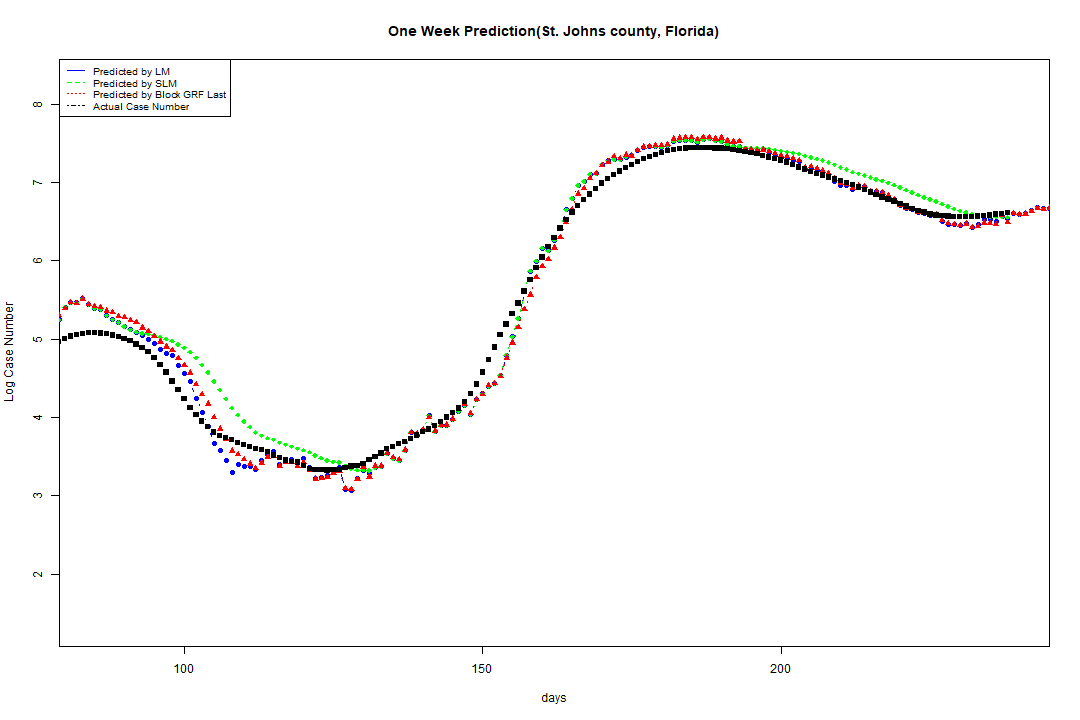 One Week Prediction(St. Johns county, Florida)
Predicted by LM
Predicted by SLM
Predicted by Block GRF Last
Actual Case Number
8
7
6
5
4
3
2
Log Case Number
100
150
200
days